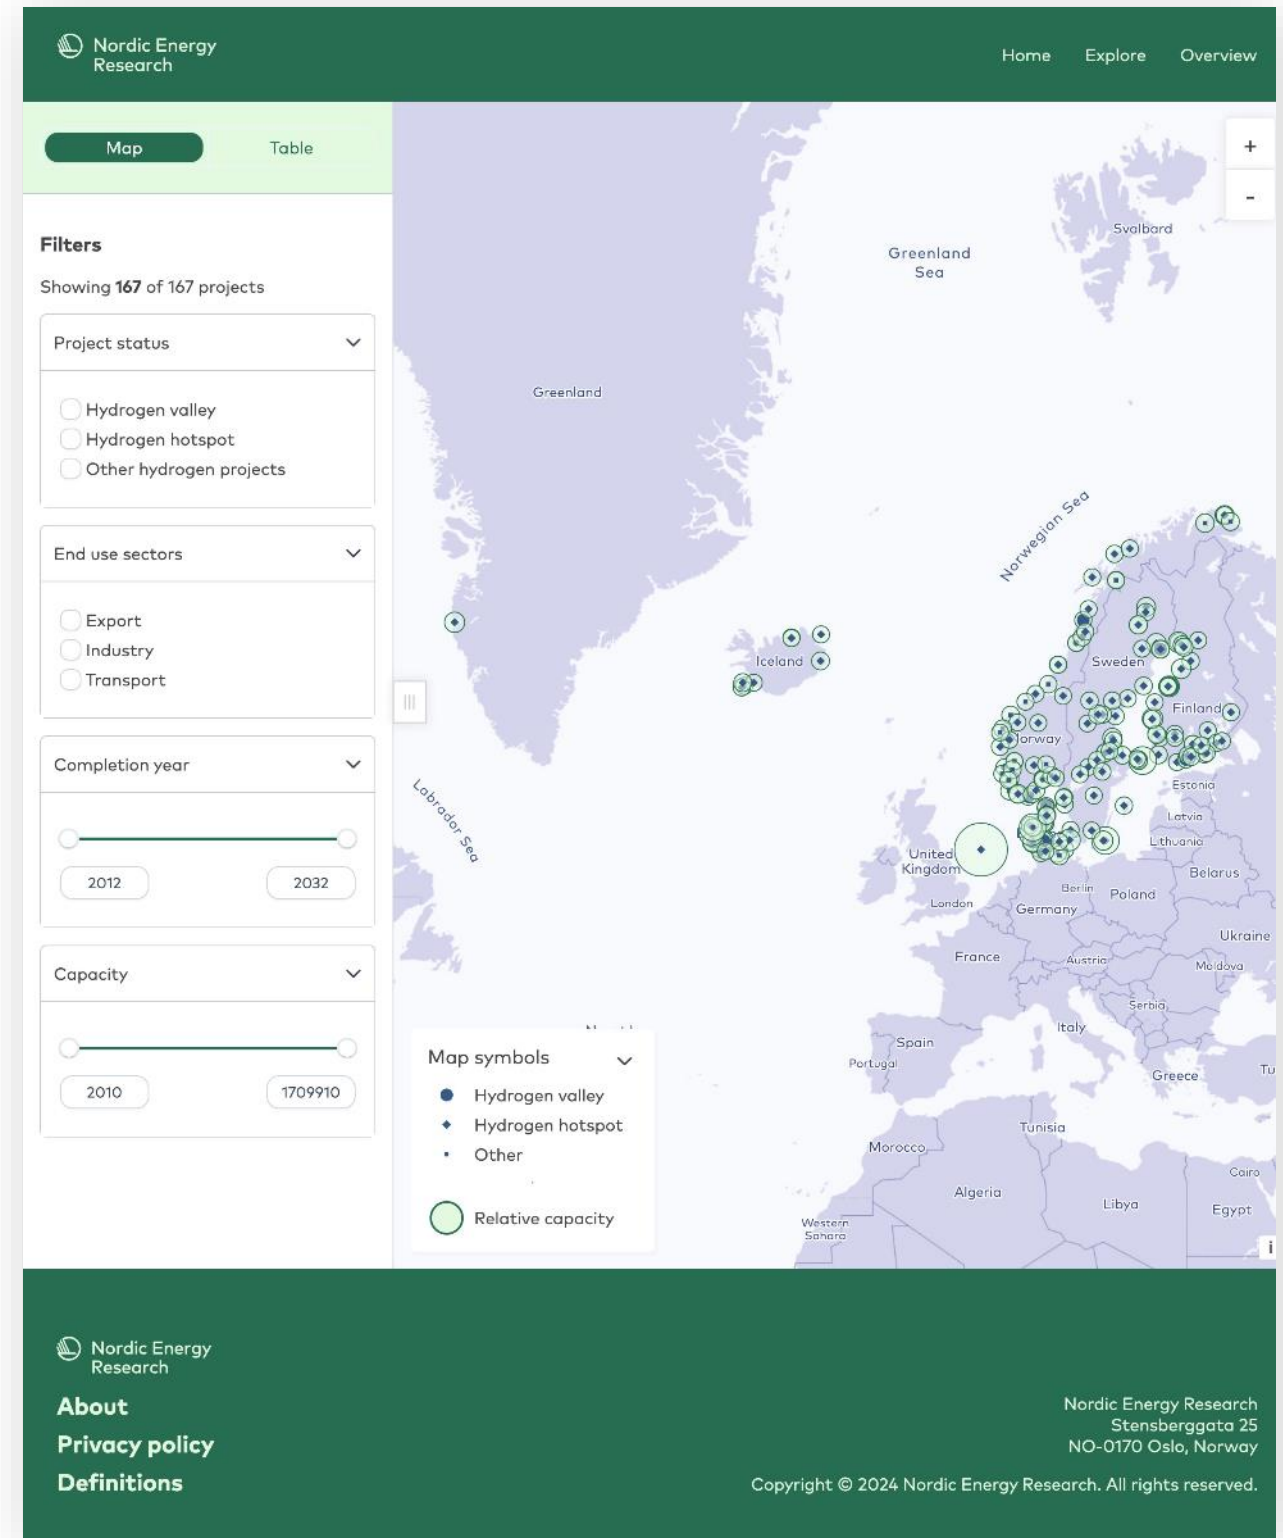 Nordic Energy
Research
Home
Explore
Overview
Map
Table
Filters
Showing 167 of 167 projects
Project status
Hydrogen valley
Hydrogen hotspot
Other hydrogen projects
End use sectors
Export
Industry
Transport
Completion year
2012
2032
Capacity
2010
1709910
+
-
Svalbard
Greenland
Sea
Greenland
Norwegian Sea
Iceland
Sweden
Finland
Norway
Estonia
Latvia
Lithuania
Labrador Sea
United
Kingdom
Belarus
Berlin
Poland
London
Germany
Ukraine
France
Austria
Moldova
Serbia
Italy
Spain
Portugal
Greece
Tu
Tunisia
Morocco
Cairo
Algeria
Libya
Egypt
Western
Sahara
i
Map symbols
Hydrogen valley
Hydrogen hotspot
Other
Relative capacity
Nordic Energy
Research
About
Privacy policy
Definitions
Nordic Energy Research
Stensberggata 25
NO-0170 Oslo, Norway
Copyright © 2024 Nordic Energy Research. All rights reserved.